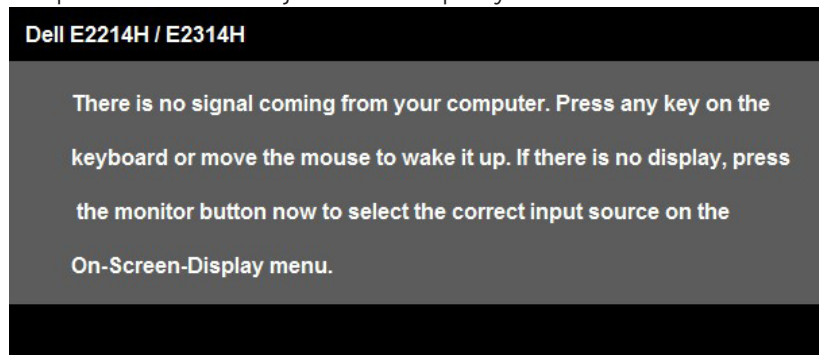 Dell E2214H / E2314H
There is no signal coming from your computer. Press any key on the
keyboard or move the mouse to wake it up. If there is no display, press
the monitor button now to select the correct input source on the
On-Screen-Display menu.